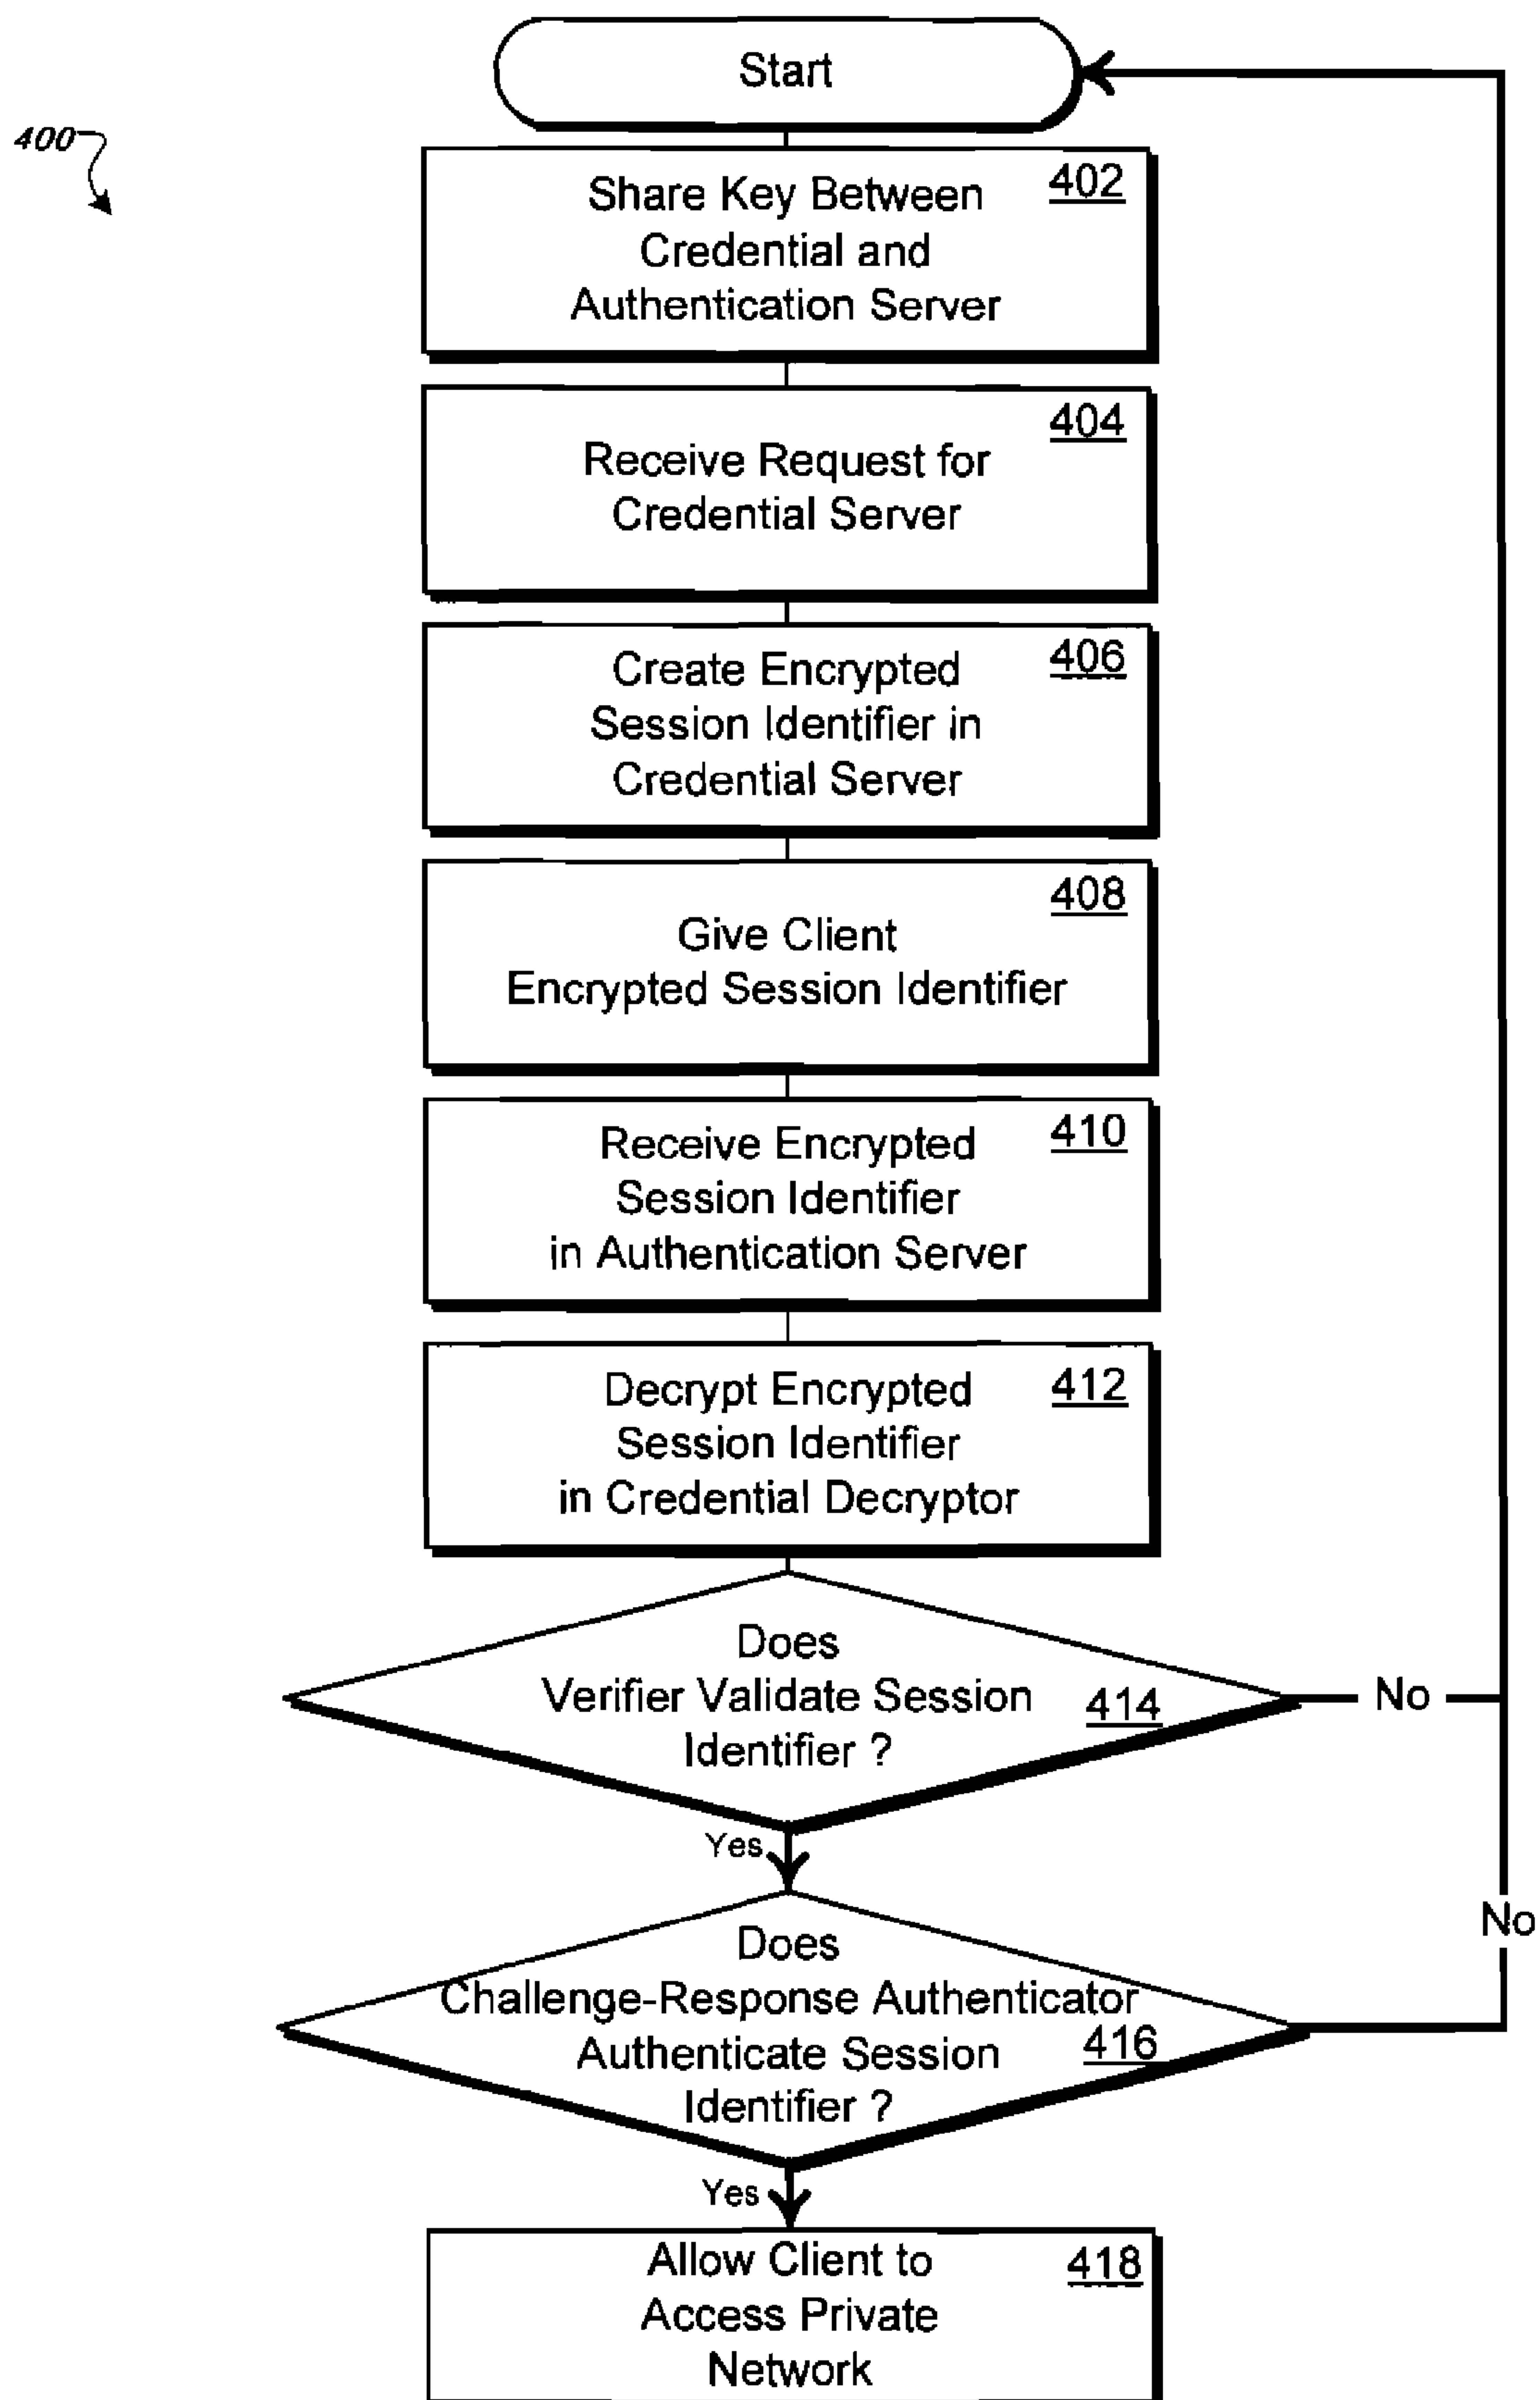 Start
400
402
Share Key Between
Credential and
Authentication Server
404
Receive Request for
Credential Server
406
Create Encrypted
Session Identifier in
Credential Server
408
Give Client
Encrypted Session Identifier
410
Receive Encrypted
Session Identifier
in Authentication Server
412
Decrypt Encrypted
Session Identifier
in Credential Decryptor
Does
Verifier Validate Session
Identifier ?
414
No
Yes
No
Does
Challenge-Response Authenticator
Authenticate Session
Identifier ?
416
Yes
418
Allow Client to
Access Private
Network